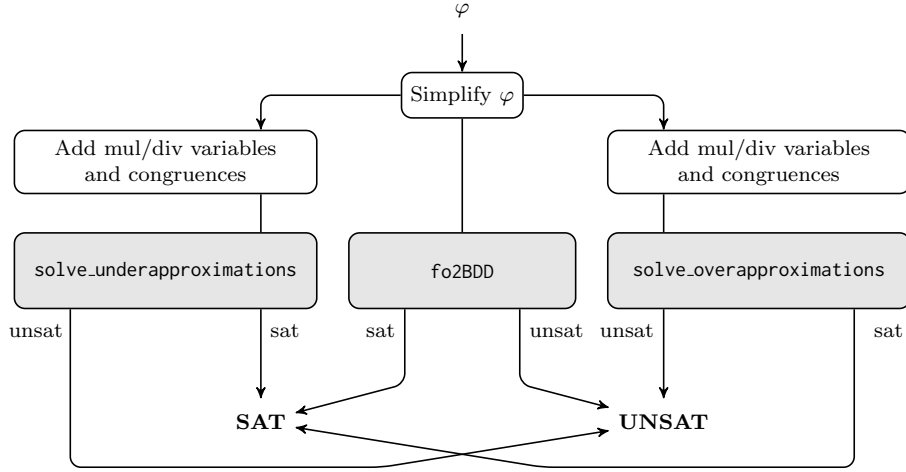 φ
Simplify φ
Add mul/div variables
and congruences
Add mul/div variables
and congruences
solve_underapproximations
fo2BDD
solve_overapproximations
unsat
sat
sat
unsat
unsat
sat
SAT
UNSAT